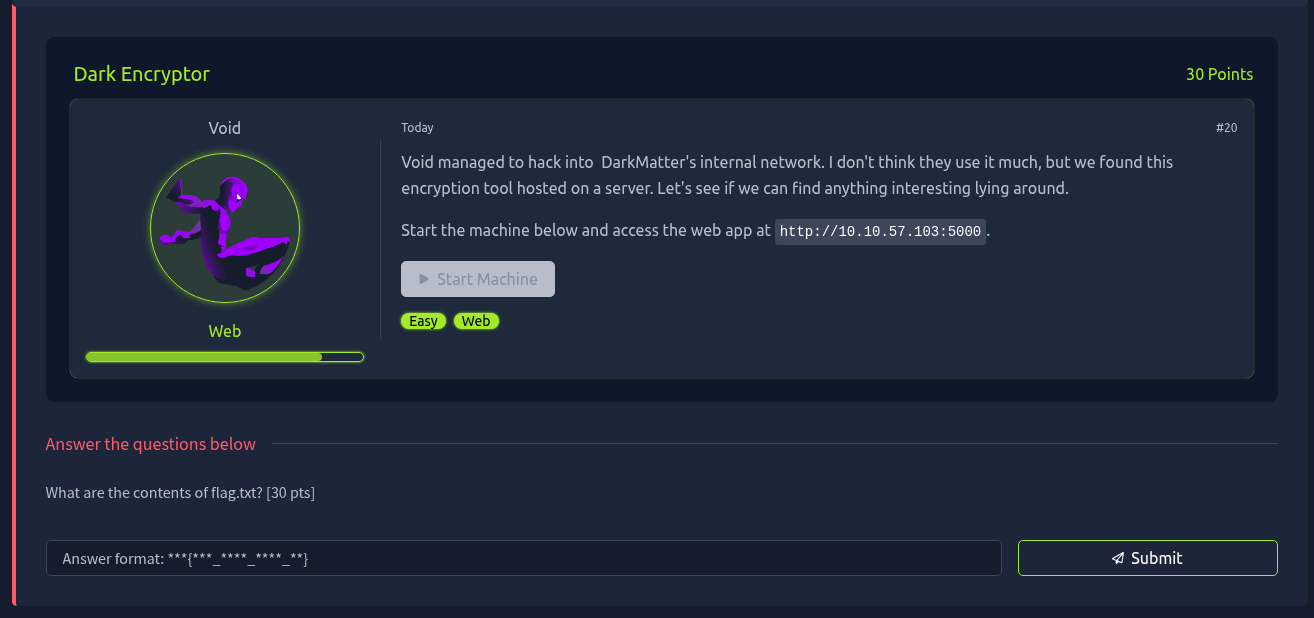 Dark Encryptor
30 Points
Void
Today
#20
Void managed to hack into DarkMatter's internal network. I don't think they use it much, but we found this
encryption tool hosted on a server. Let's see if we can find anything interesting lying around.
Start the machine below and access the web app at http://10.10.57.103:5000.
Start Machine
Easy Web
Web
Answer the questions below
What are the contents of flag.txt? [30 pts]
Answer format: ***{***_****_****_**}
Submit